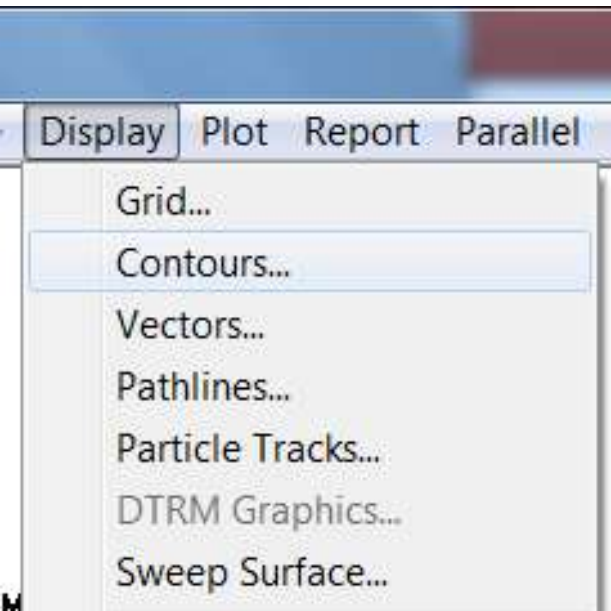 Display Plot Report Parallel
Grid...
Contours...
Vectors...
Pathlines...
Particle Tracks...
DTRM Graphics...
Sweep Surface...
M